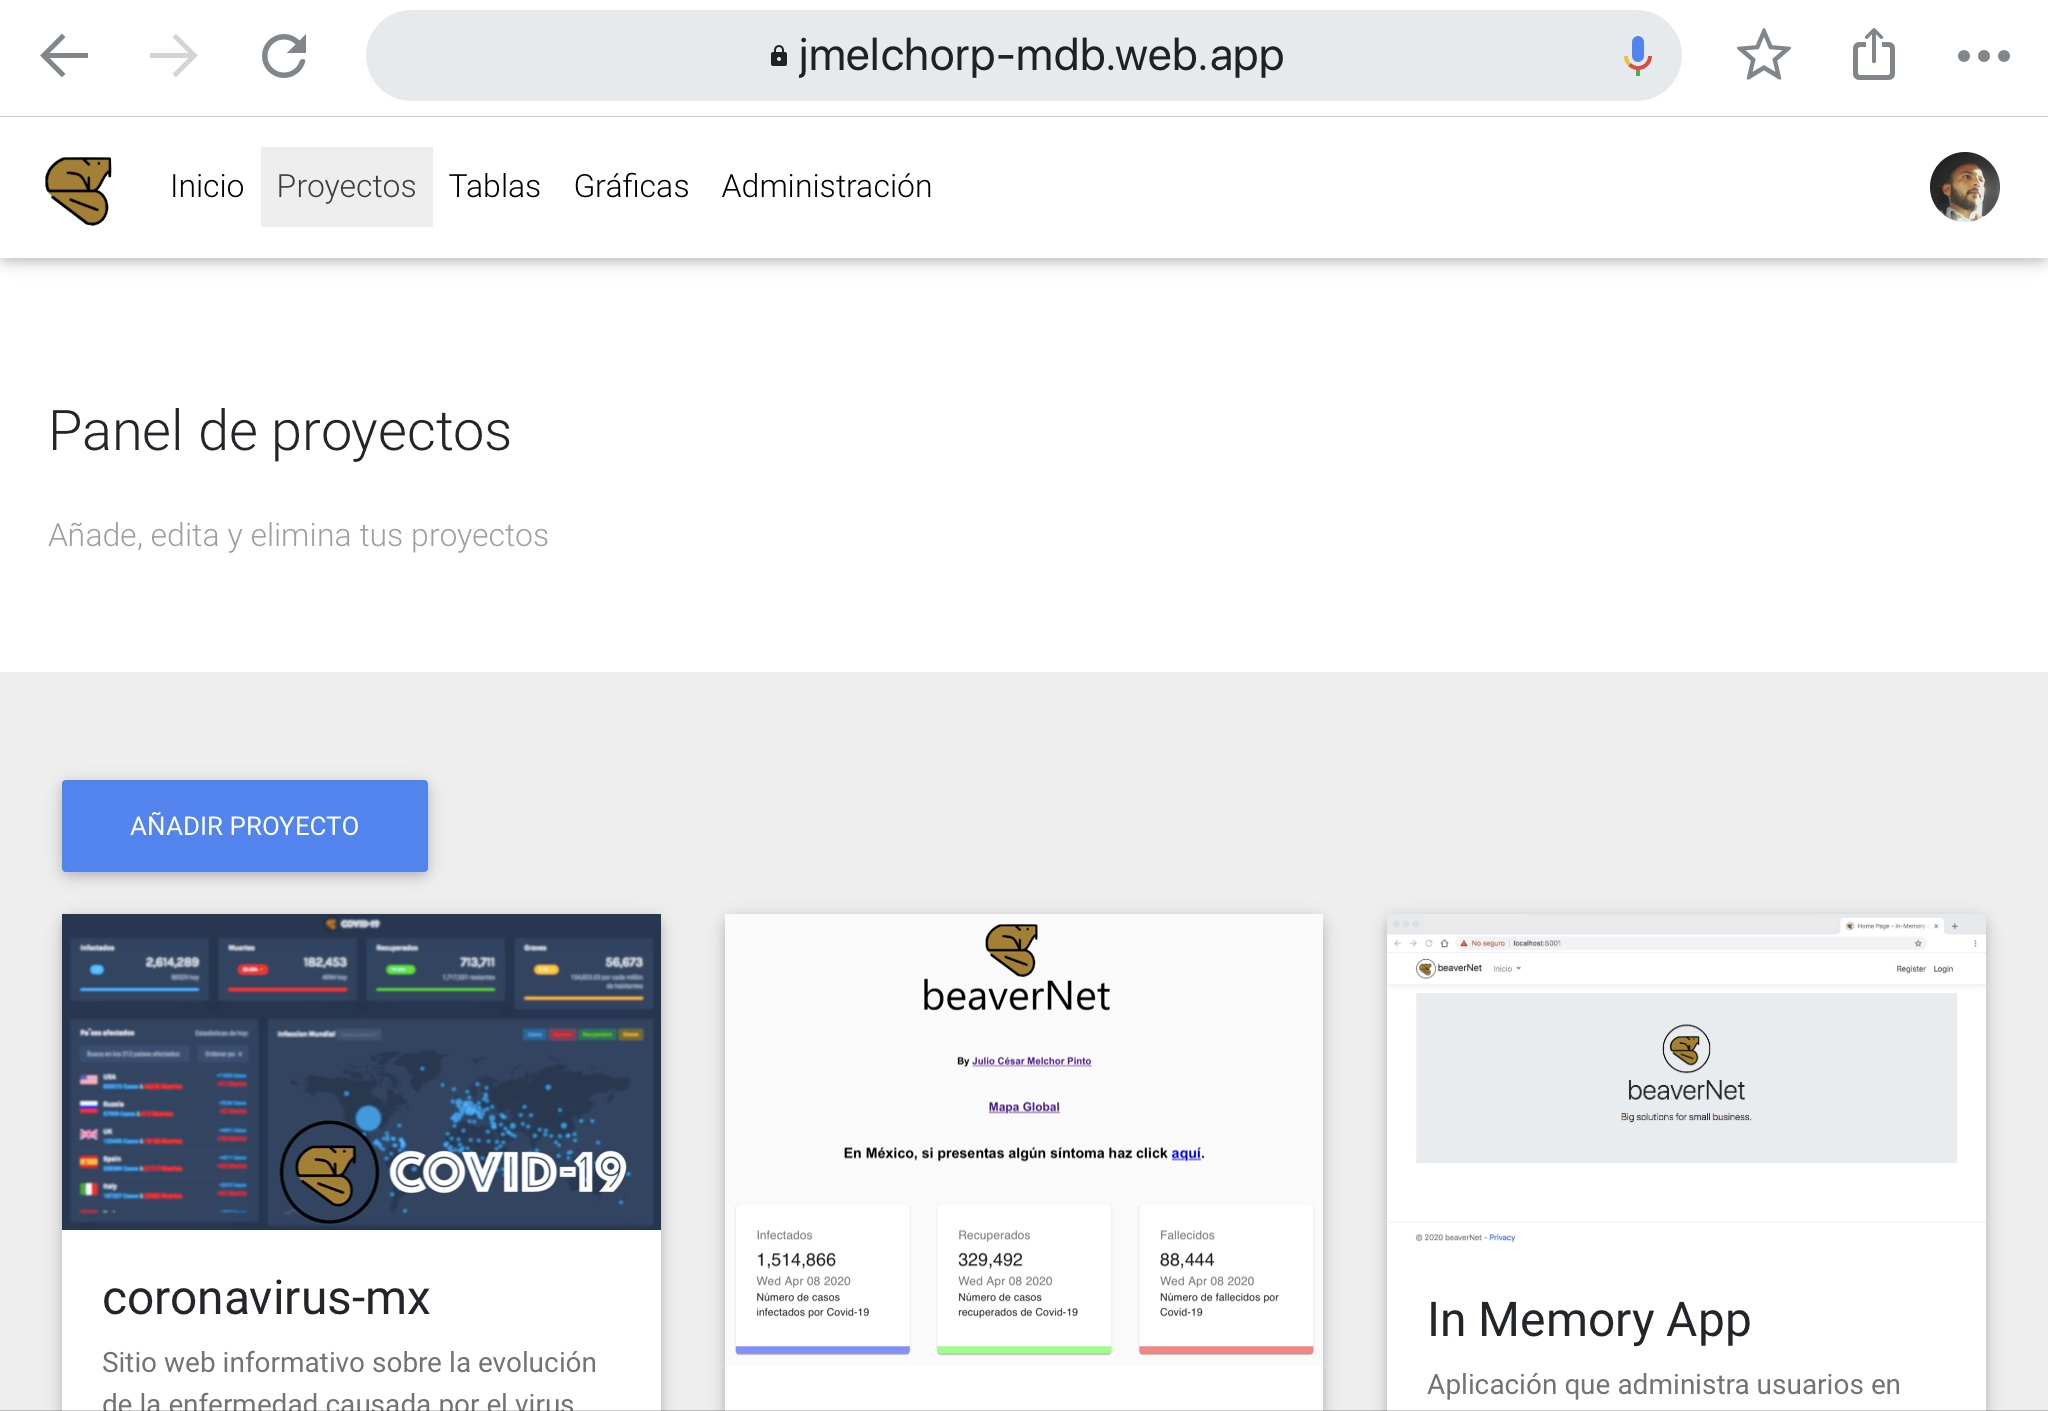 jmelchorp-mdb.web.app
Inicio Proyectos Tablas Gráficas Administración
Panel de proyectos
Añade, edita y elimina tus proyectos
AÑADIR PROYECTO
COVID-19
Infectados
2,614,289
Muertes
182,453
Recuperados
713,711
Graves
56,673
Infeccion Mundial
USA
Russia
UK
Spain
Italy
COVID-19
coronavirus-mx
Sitio web informativo sobre la evolución
de la enfermedad causada por el virus
beaverNet
By Julio César Melchor Pinto
Mapa Global
En México, si presentas algún síntoma haz click aquí.
Infectados
1,514,866
Wed Apr 08 2020
Número de casos
infectados por Covid-19
Recuperados
329,492
Wed Apr 08 2020
Número de casos
recuperados de Covid-19
Fallecidos
88,444
Wed Apr 08 2020
Número de fallecidos por
Covid-19
Home Page - In-Memory
No seguro localhost:5001
beaverNet Inicio Register Login
beaverNet
Big solutions for small business.
© 2020 beaverNet - Privacy
In Memory App
Aplicación que administra usuarios en